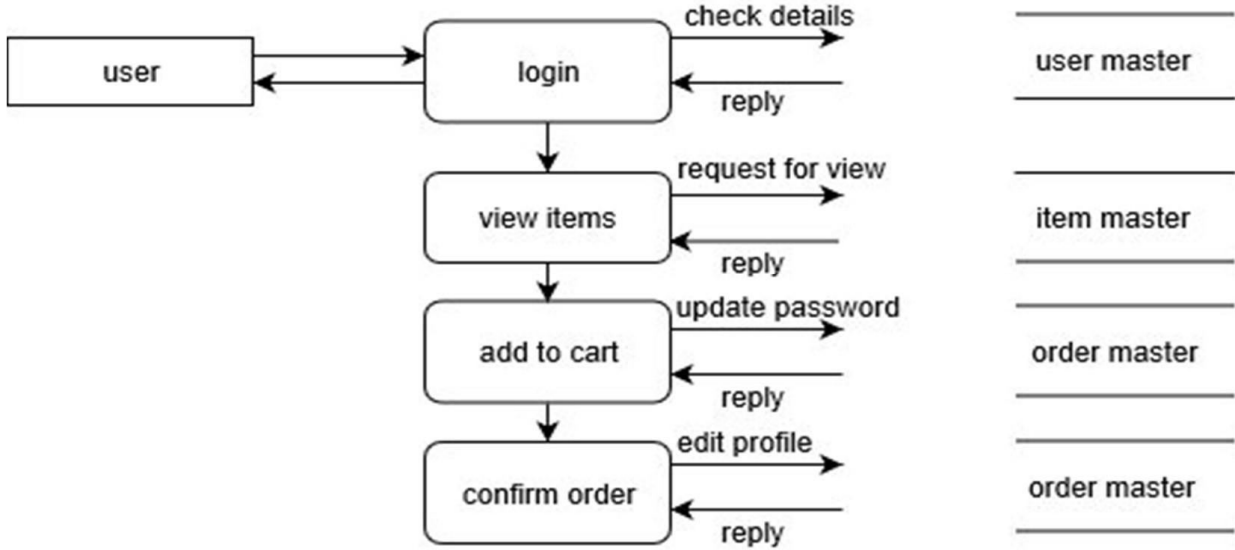 check details
user
login
user master
reply
request for view
view items
item master
reply
update password
add to cart
order master
reply
edit profile
confirm order
order master
reply